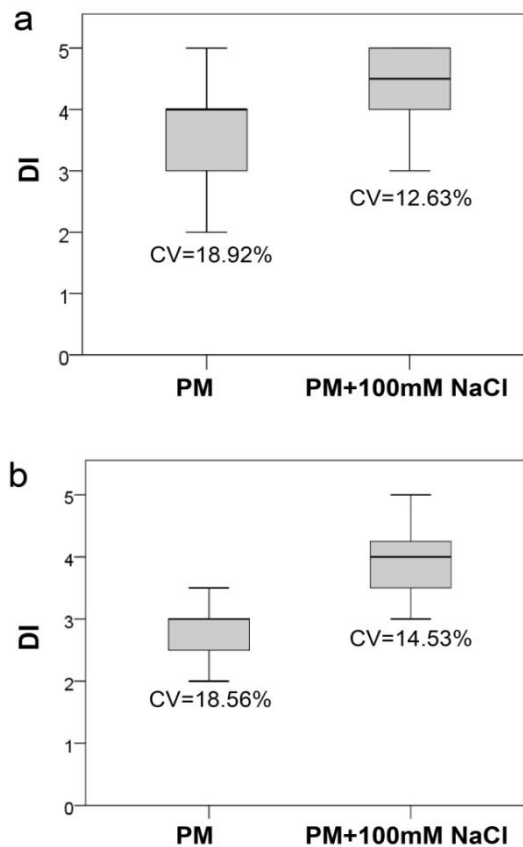 a
5
4
3
2
1
0
DI
CV=18.92%
CV=12.63%
PM
PM+100mM NaCl
b
5
4
3
2
1
0
DI
CV=18.56%
CV=14.53%
PM
PM+100mM NaCl